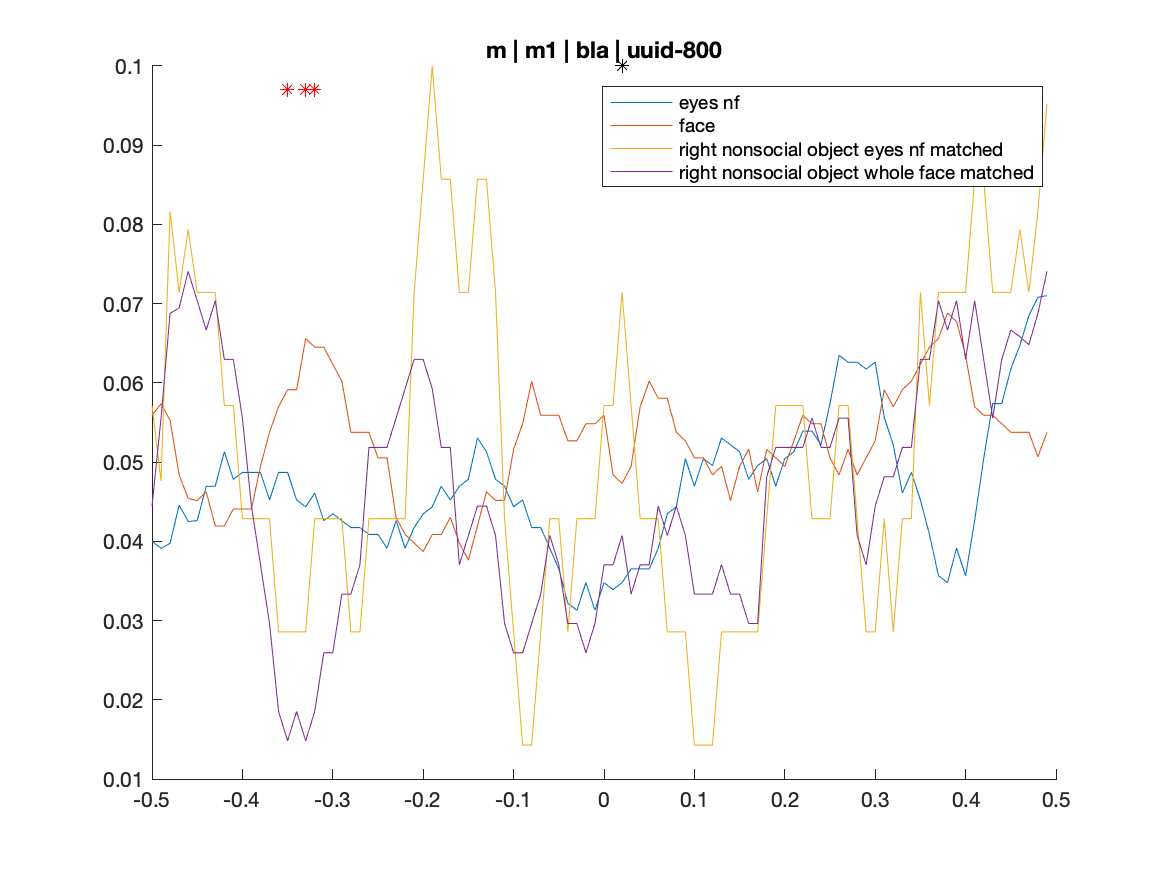 m | m1 | bla | uuid-800
0.1
0.09
0.08
0.07
0.06
0.05
0.04
0.03
0.02
0.01
eyes nf
face
right nonsocial object eyes nf matched
right nonsocial object whole face matched
-0.5 -0.4 -0.3 -0.2 -0.1 0 0.1 0.2 0.3 0.4 0.5